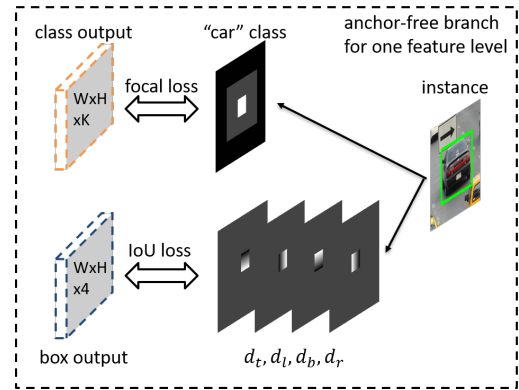 class output
"car" class
anchor-free branch
for one feature level
focal loss
WxH
xK
instance
IoU loss
WxH
x4
box output
d_t, d_l, d_b, d_r